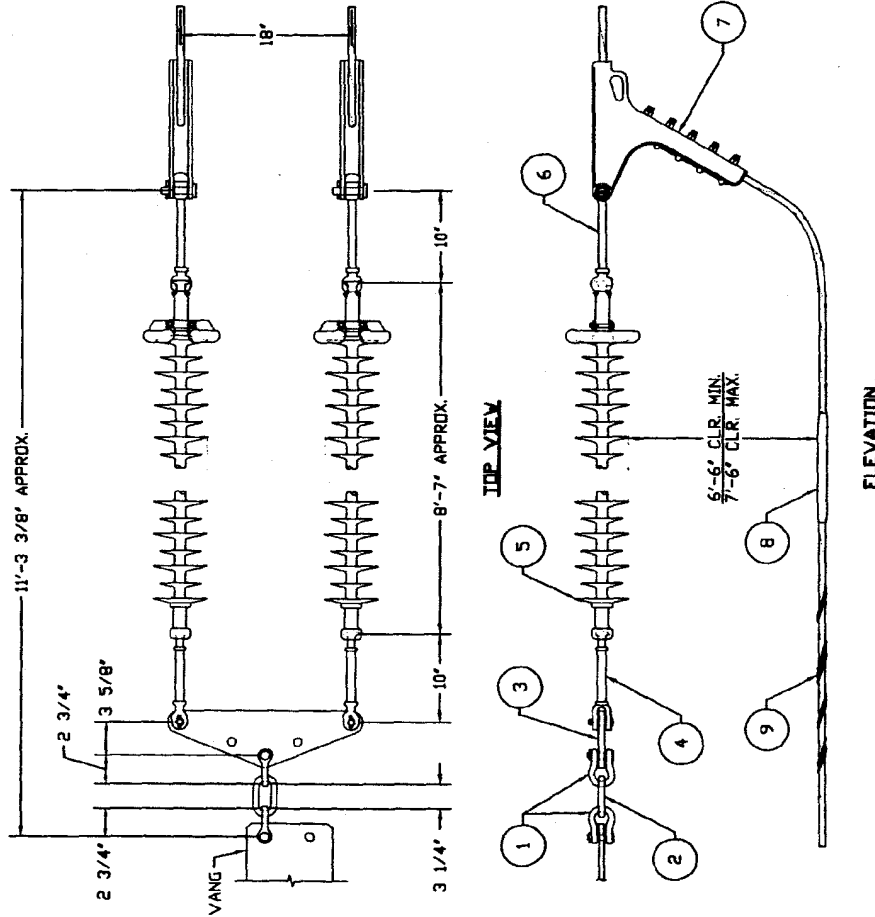 18"
11'-3 3/8" APPROX.
2 3/4"
3 5/8"
2 3/4"
VANG
3 1/4"
10"
8'-7" APPROX.
10"
TOP VIEW
1
2
3
4
5
6
7
6'-6" CLR. MIN.
7'-6" CLR. MAX.
8
9
ELEVATION